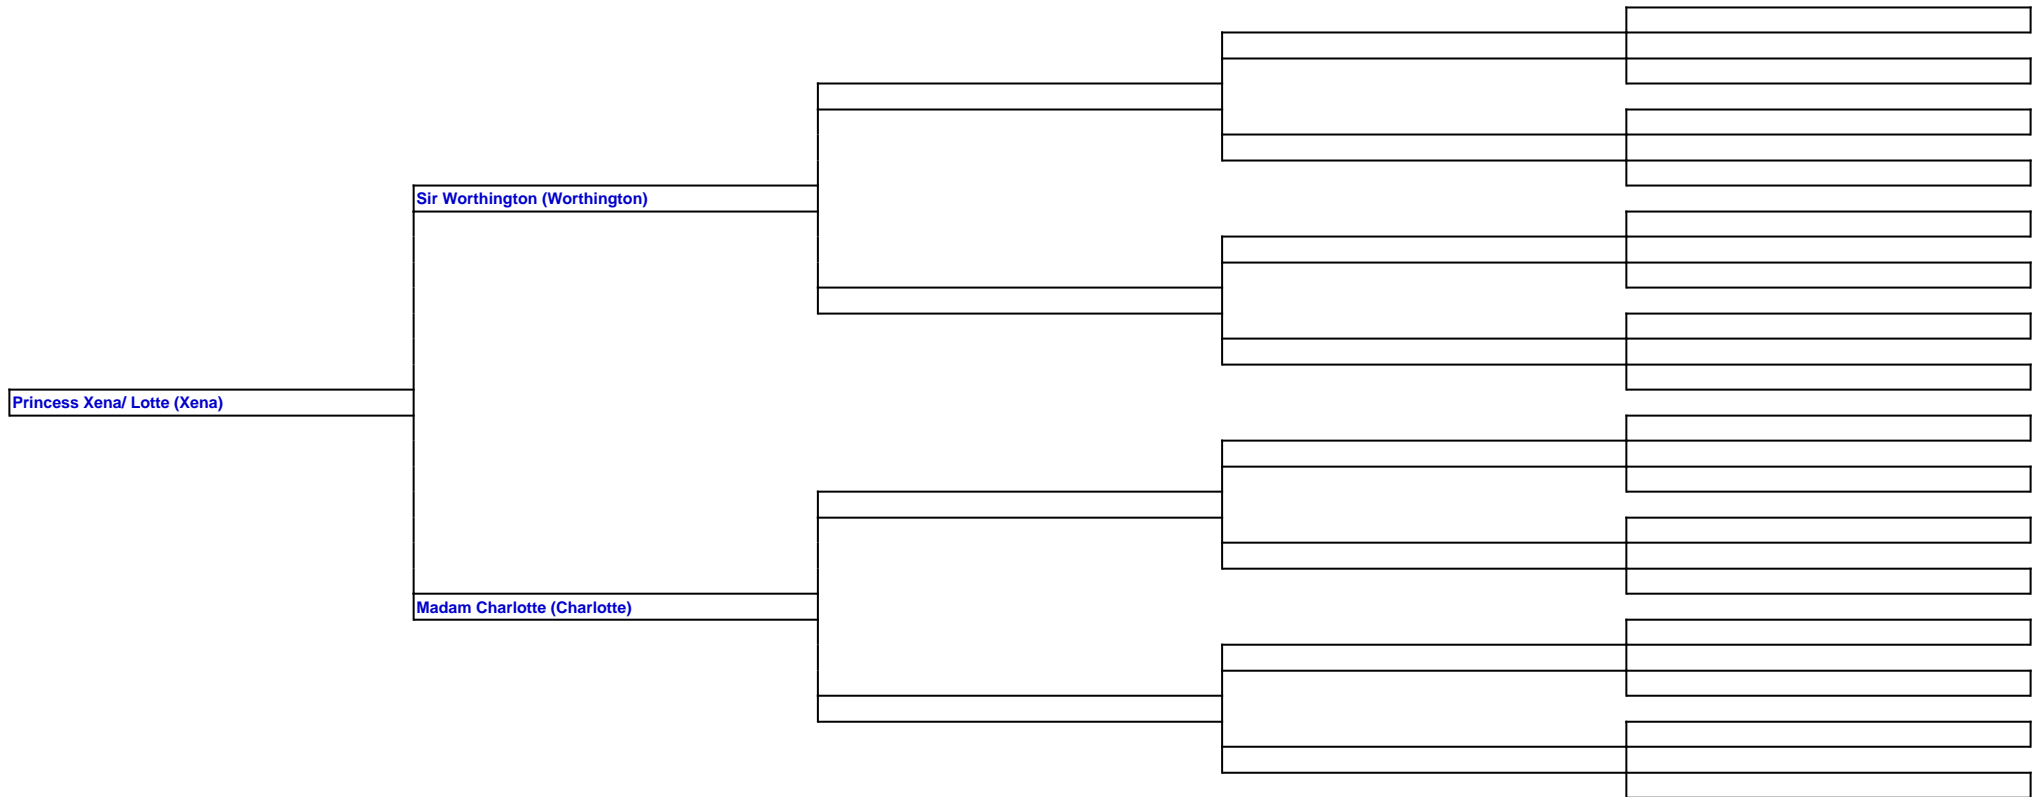 Sir Worthington (Worthington)
Princess Xena/ Lotte (Xena)
Madam Charlotte (Charlotte)